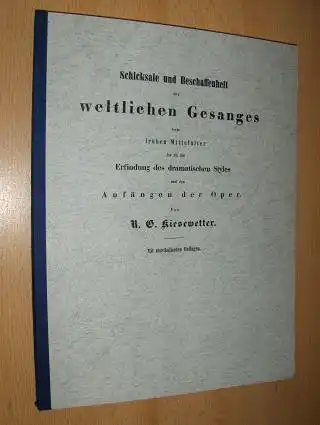 Schicksale und Beschaffenheit
des
weltlichen Gesanges
vom
frühen Mittelalter
bis zu der
Erfindung des dramatischen Styles
und den
Anfängen der Oper.
Von
R. G. Kiesewetter.
Mit musikalischen Beilagen.